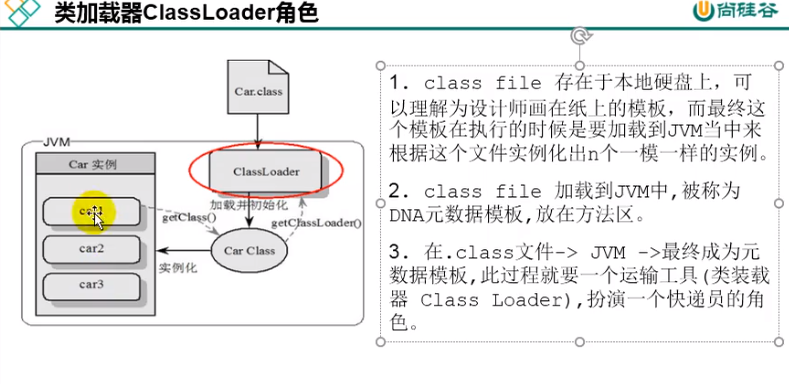 类加载器ClassLoader角色
尚硅谷
Car.class
JVM
Car 实例
ClassLoader
加载并初始化
car1
getClass()
getClassLoader()
car2
Car Class
实例化
car3
1. class file 存在于本地硬盘上，可
以理解为设计师画在纸上的模板，而最终这
个模板在执行的时候是要加载到JVM当中来
根据这个文件实例化出n个一模一样的实例。
2. class file 加载到JVM中,被称为
DNA元数据模板,放在方法区。
3. 在.class文件-> JVM ->最终成为元
数据模板,此过程就要一个运输工具(类装载
器 Class Loader),扮演一个快递员的角
色。